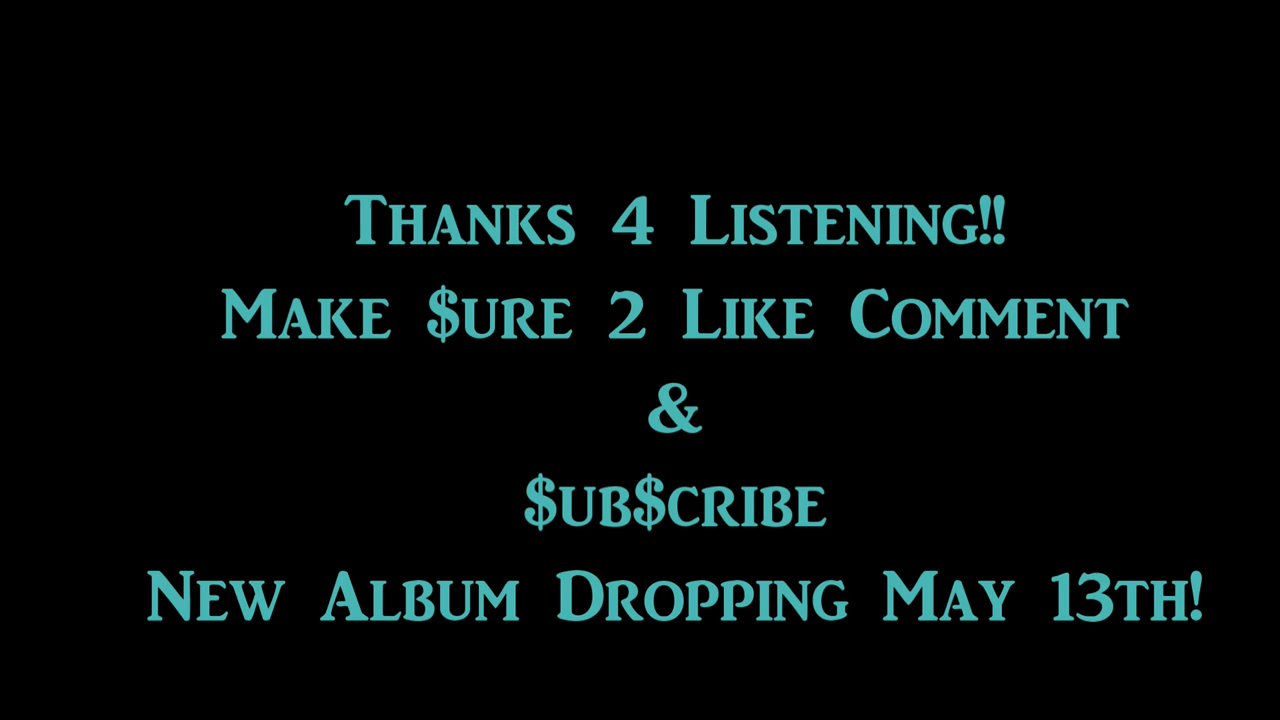 Thanks 4 Listening!!
Make $ure 2 Like Comment
&
$ub$cribe
New Album Dropping May 13th!